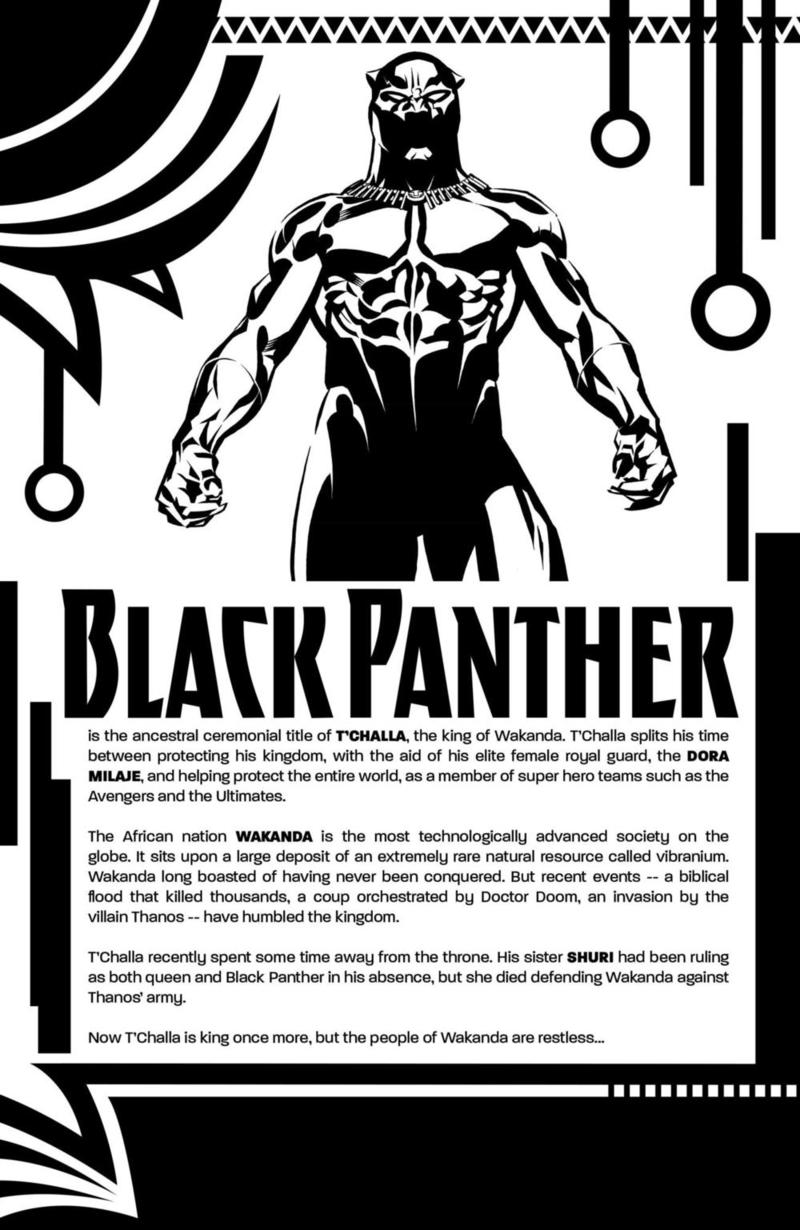 BLACK PANTHER
is the ancestral ceremonial title of T'CHALLA, the king of Wakanda. T'Challa splits his time
between protecting his kingdom, with the aid of his elite female royal guard, the DORA
MILAJE, and helping protect the entire world, as a member of super hero teams such as the
Avengers and the Ultimates.
The African nation WAKANDA is the most technologically advanced society on the
globe. It sits upon a large deposit of an extremely rare natural resource called vibranium.
Wakanda long boasted of having never been conquered. But recent events -- a biblical
flood that killed thousands, a coup orchestrated by Doctor Doom, an invasion by the
villain Thanos -- have humbled the kingdom.
T'Challa recently spent some time away from the throne. His sister SHURI had been ruling
as both queen and Black Panther in his absence, but she died defending Wakanda against
Thanos' army.
Now T'Challa is king once more, but the people of Wakanda are restless...